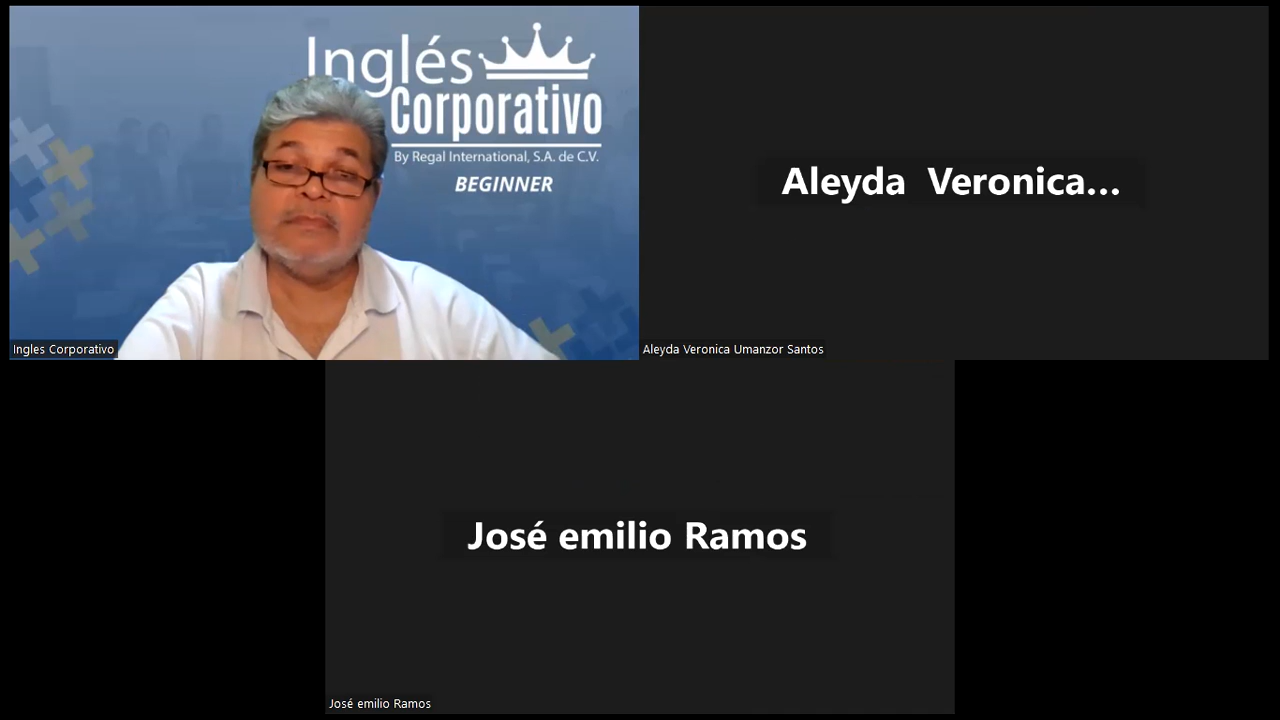 Inglés
Corporativo
By Regal International, S.A. de C.V.
BEGINNER
Ingles Corporativo
Aleyda Veronica...
Aleyda Veronica Umanzor Santos
José emilio Ramos
José emilio Ramos